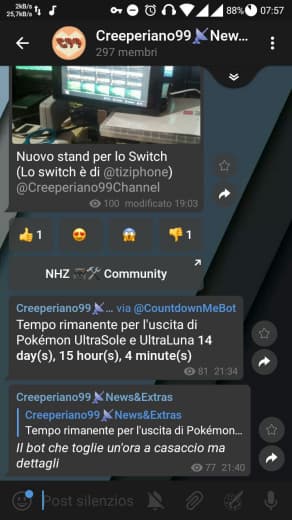 2kB/s
25,7kB/s
88%
07:57
Creeperiano99📡New…
297 membri
Nuovo stand per lo Switch
(Lo switch è di @tiziphone)
@Creeperiano99Channel
100 modificato 19:03
👍1 😍 😱 👎1
NHZ 🎮🛠 Community
Creeperiano99📡… via @CountdownMeBot
Tempo rimanente per l'uscita di
Pokémon UltraSole e UltraLuna 14
day(s), 15 hour(s), 4 minute(s)
81 21:34
Creeperiano99📡News&Extras
Creeperiano99📡News&Extras
Tempo rimanente per l'uscita di Pokémon…
Il bot che toglie un'ora a casaccio ma
dettagli
77 21:40
Post silenzios